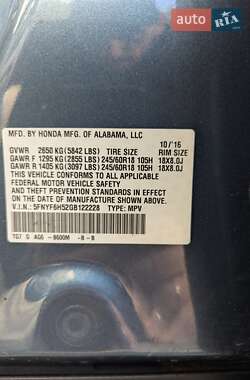 RIA.com
MFD. BY HONDA MFG. OF ALABAMA, LLC 10/16
GVWR 2650 KG(5842 LBS) TIRE SIZE RIM SIZE
GAWR F 1295 KG(2855 LBS) 245/60R18 105H 18X8.0J
GAWR R 1405 KG(3097 LBS) 245/60R18 105H 18X8.0J
THIS VEHICLE CONFORMS TO ALL APPLICABLE
FEDERAL MOTOR VEHICLE SAFETY AND THEFT
PREVENTION STANDARDS IN EFFECT ON THE
DATE OF MANUFACTURE SHOWN ABOVE.
V.I.N.: 5FNYF6H52GB122228 TYPE: MPV